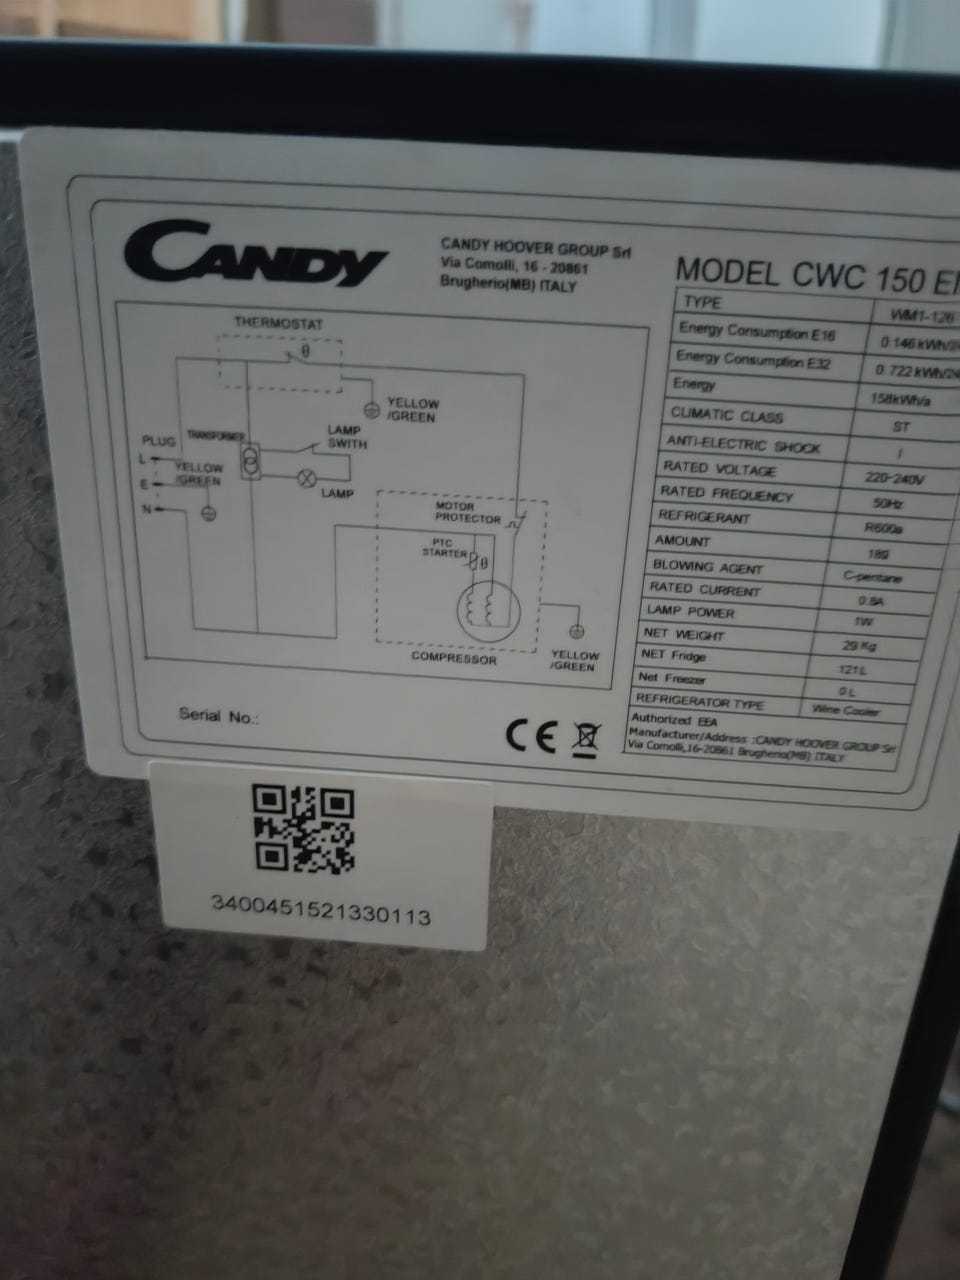 CANDY
CANDY HOOVER GROUP Srl
Via Comolli, 16 - 20861
Brugherio(MB) ITALY
THERMOSTAT
θ
YELLOW
/GREEN
LAMP
SWITH
TRANSFORMER
PLUG
L
YELLOW
/GREEN
E
N
LAMP
MOTOR
PROTECTOR
PTC
STARTER
θ
COMPRESSOR
YELLOW
/GREEN
Serial No.:
CE
MODEL CWC 150
TYPE
Energy Consumption E16 0.146
Energy Consumption E32 0.722
Energy 158kWh/a
CLIMATIC CLASS ST
ANTI-ELECTRIC SHOCK I
RATED VOLTAGE 220-240V
RATED FREQUENCY 50Hz
REFRIGERANT R600a
AMOUNT 18g
BLOWING AGENT C-pentane
RATED CURRENT 0.8A
LAMP POWER 1W
NET WEIGHT 29 Kg
NET Fridge 121L
Net Freezer 0 L
REFRIGERATOR TYPE Wine Cooler
Authorized EEA
Manufacturer/Address :CANDY HOOVER GROUP Srl
Via Comolli,16-20861 Brugherio(MB) ITALY
3400451521330113